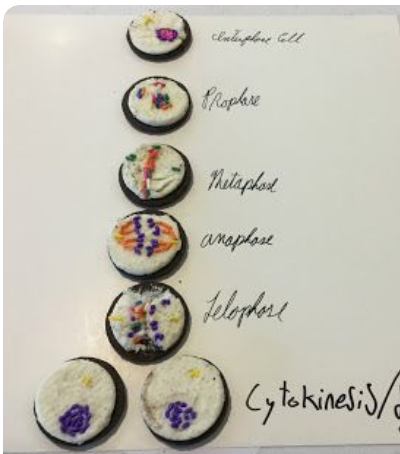 Interphase Cell
Prophase
Metaphase
anaphase
Telophase
Cytokinesis/